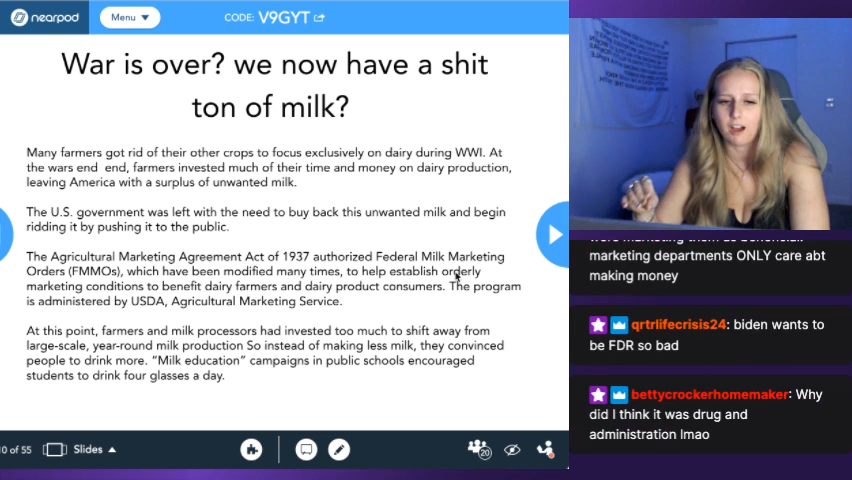 nearpod
Menu
CODE: V9GYT
War is over? we now have a shit
ton of milk?
Many farmers got rid of their other crops to focus exclusively on dairy during WWI. At
the wars end end, farmers invested much of their time and money on dairy production,
leaving America with a surplus of unwanted milk.
The U.S. government was left with the need to buy back this unwanted milk and begin
ridding it by pushing it to the public.
The Agricultural Marketing Agreement Act of 1937 authorized Federal Milk Marketing
Orders (FMMOs), which have been modified many times, to help establish orderly
marketing conditions to benefit dairy farmers and dairy product consumers. The program
is administered by USDA, Agricultural Marketing Service.
At this point, farmers and milk processors had invested too much to shift away from
large-scale, year-round milk production So instead of making less milk, they convinced
people to drink more. “Milk education” campaigns in public schools encouraged
students to drink four glasses a day.
10 of 55
Slides
20
marketing departments ONLY care abt
making money
qrtrlifecrisis24: biden wants to
be FDR so bad
bettycrockerhomemaker: Why
did I think it was drug and
administration lmao